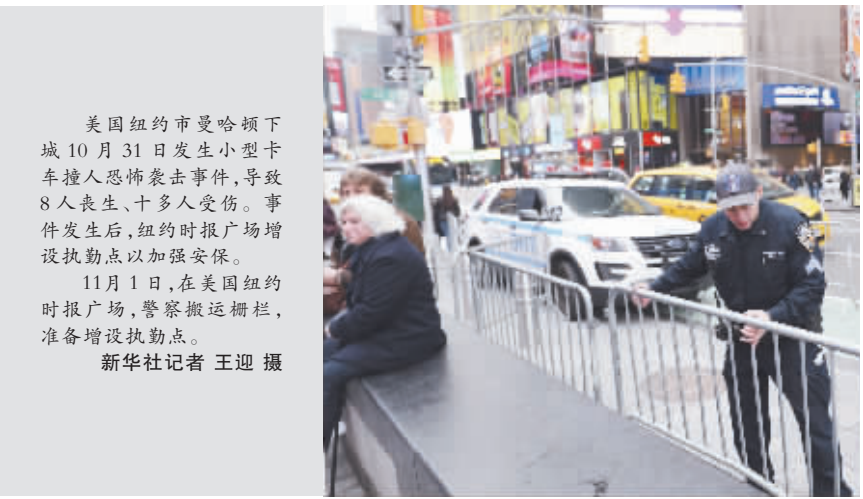 美国纽约市曼哈顿下
城 10 月 31 日发生小型卡
车撞人恐怖袭击事件,导致
8 人丧生、十多人受伤。事
件发生后,纽约时报广场增
设执勤点以加强安保。
11月 1 日,在美国纽约
时报广场,警察搬运栅栏,
准备增设执勤点。
新华社记者 王迎 摄